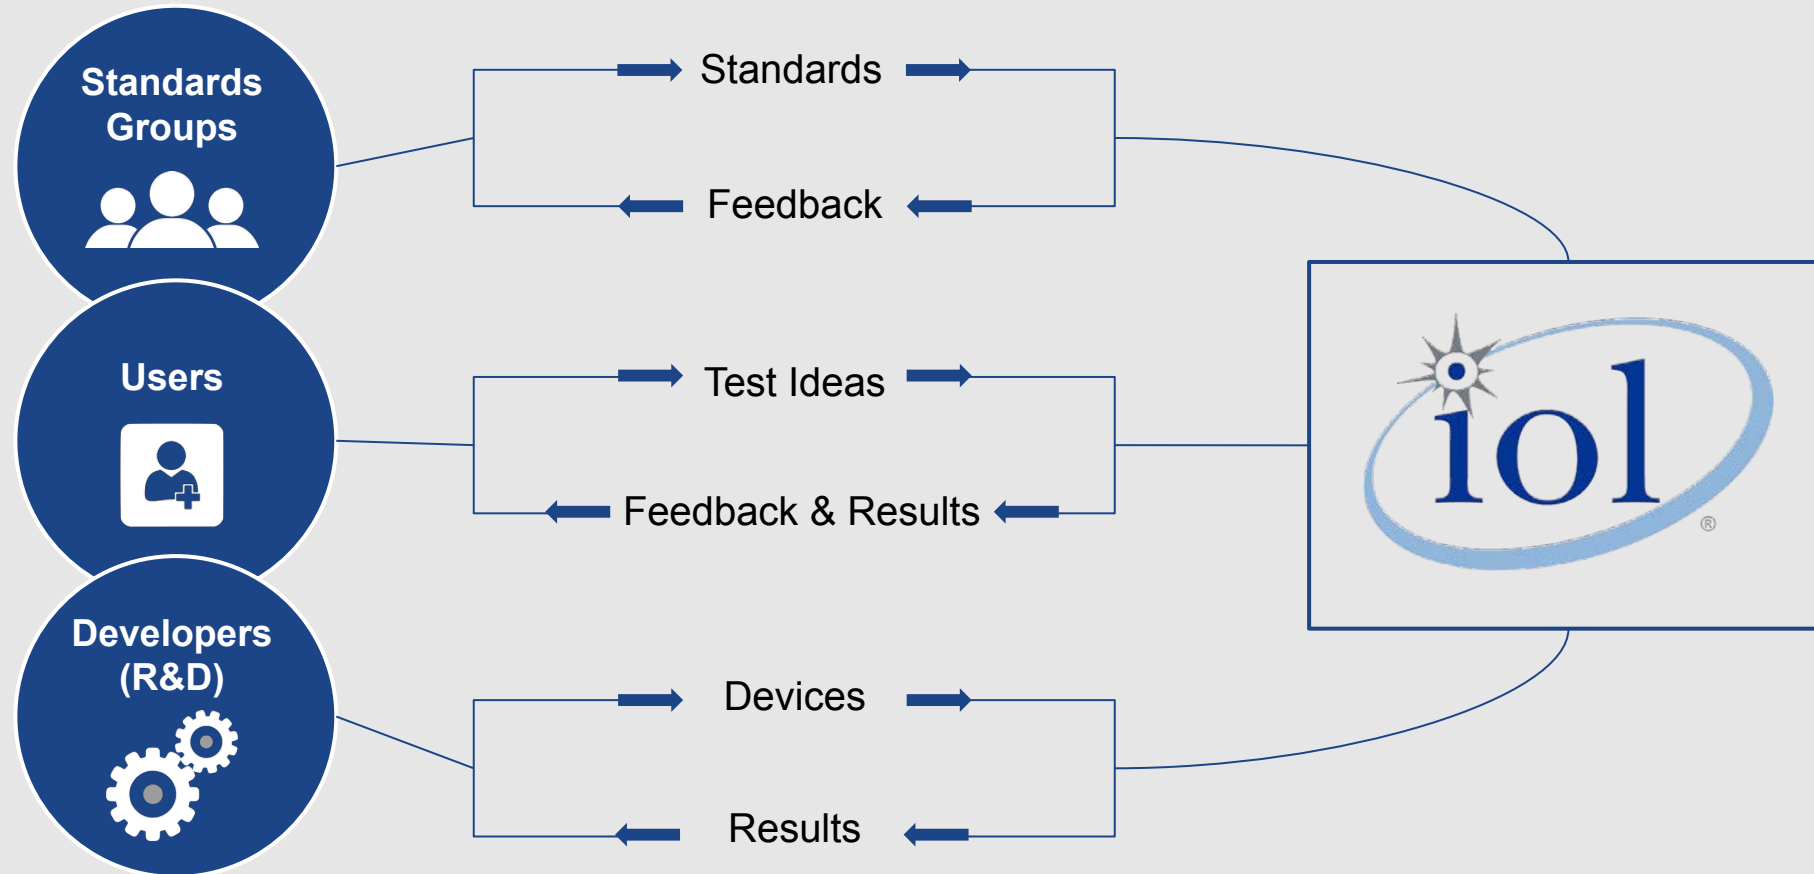 Standards
Groups
Standards
Feedback
Users
Test Ideas
Feedback & Results
iol
®
Developers
(R&D)
Devices
Results